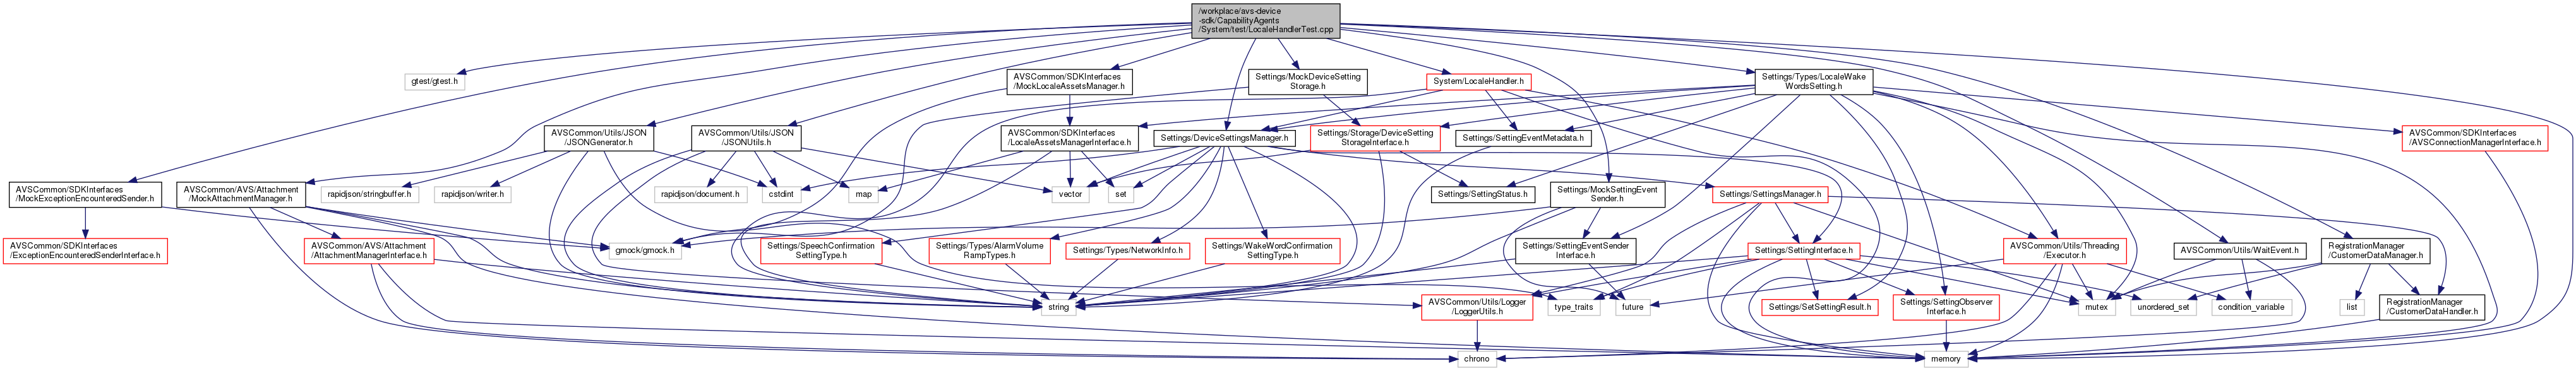 /workplace/avs-device
-sdk/CapabilityAgents
/System/test/LocaleHandlerTest.cpp
gtest/gtest.h
AVSCommon/SDKInterfaces
/MockLocaleAssetsManager.h
Settings/MockDeviceSetting
Storage.h
System/LocaleHandler.h
Settings/Types/LocaleWake
WordsSetting.h
AVSCommon/Utils/JSON
/JSONGenerator.h
AVSCommon/Utils/JSON
/JSONUtils.h
AVSCommon/SDKInterfaces
/LocaleAssetsManagerInterface.h
Settings/DeviceSettingsManager.h
Settings/Storage/DeviceSetting
StorageInterface.h
Settings/SettingEventMetadata.h
AVSCommon/SDKInterfaces
/AVSConnectionManagerInterface.h
AVSCommon/SDKInterfaces
/MockExceptionEncounteredSender.h
AVSCommon/AVS/Attachment
/MockAttachmentManager.h
rapidjson/stringbuffer.h
rapidjson/writer.h
rapidjson/document.h
cstdint
map
vector
set
Settings/SettingStatus.h
Settings/MockSettingEvent
Sender.h
Settings/SettingsManager.h
AVSCommon/SDKInterfaces
/ExceptionEncounteredSenderInterface.h
AVSCommon/AVS/Attachment
/AttachmentManagerInterface.h
gmock/gmock.h
Settings/SpeechConfirmation
SettingType.h
Settings/Types/AlarmVolume
RampTypes.h
Settings/Types/NetworkInfo.h
Settings/WakeWordConfirmation
SettingType.h
Settings/SettingEventSender
Interface.h
Settings/SettingInterface.h
AVSCommon/Utils/Threading
/Executor.h
AVSCommon/Utils/WaitEvent.h
RegistrationManager
/CustomerDataManager.h
string
AVSCommon/Utils/Logger
/LoggerUtils.h
type_traits
future
Settings/SetSettingResult.h
Settings/SettingObserver
Interface.h
mutex
unordered_set
condition_variable
list
RegistrationManager
/CustomerDataHandler.h
chrono
memory